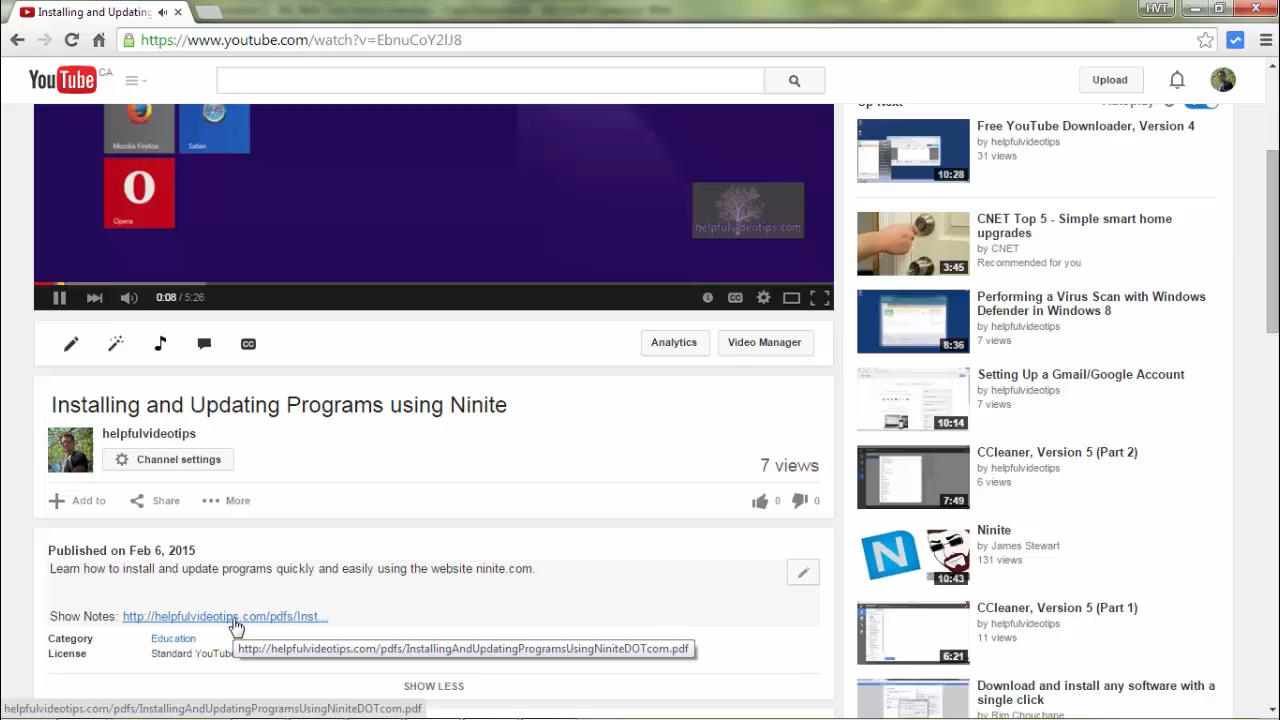 Installing and Updating
HVT
https://www.youtube.com/watch?v=EbnuCoY2lJ8
YouTube CA
Upload
Up Next
Autoplay
Mozilla Firefox
Safari
Opera
helpfulvideotips.com
0:08 / 5:26
CC
CC
Analytics
Video Manager
Installing and Updating Programs using Ninite
helpfulvideotips
Channel settings
7 views
Add to
Share
More
0
0
Published on Feb 6, 2015
Learn how to install and update programs quickly and easily using the website ninite.com.
Show Notes: http://helpfulvideotips.com/pdfs/Inst...
Category
Education
License
Standard YouTube
http://helpfulvideotips.com/pdfs/InstallingAndUpdatingProgramsUsingNiniteDOTcom.pdf
SHOW LESS
helpfulvideotips.com/pdfs/InstallingAndUpdatingProgramsUsingNiniteDOTcom.pdf
Free YouTube Downloader, Version 4
by helpfulvideotips
31 views
10:28
CNET Top 5 - Simple smart home
upgrades
by CNET
Recommended for you
3:45
Performing a Virus Scan with Windows
Defender in Windows 8
by helpfulvideotips
7 views
8:36
Setting Up a Gmail/Google Account
by helpfulvideotips
7 views
10:14
CCleaner, Version 5 (Part 2)
by helpfulvideotips
6 views
7:49
Ninite
by James Stewart
131 views
N
10:43
CCleaner, Version 5 (Part 1)
by helpfulvideotips
11 views
6:21
Download and install any software with a
single click
by Rim Chouchane